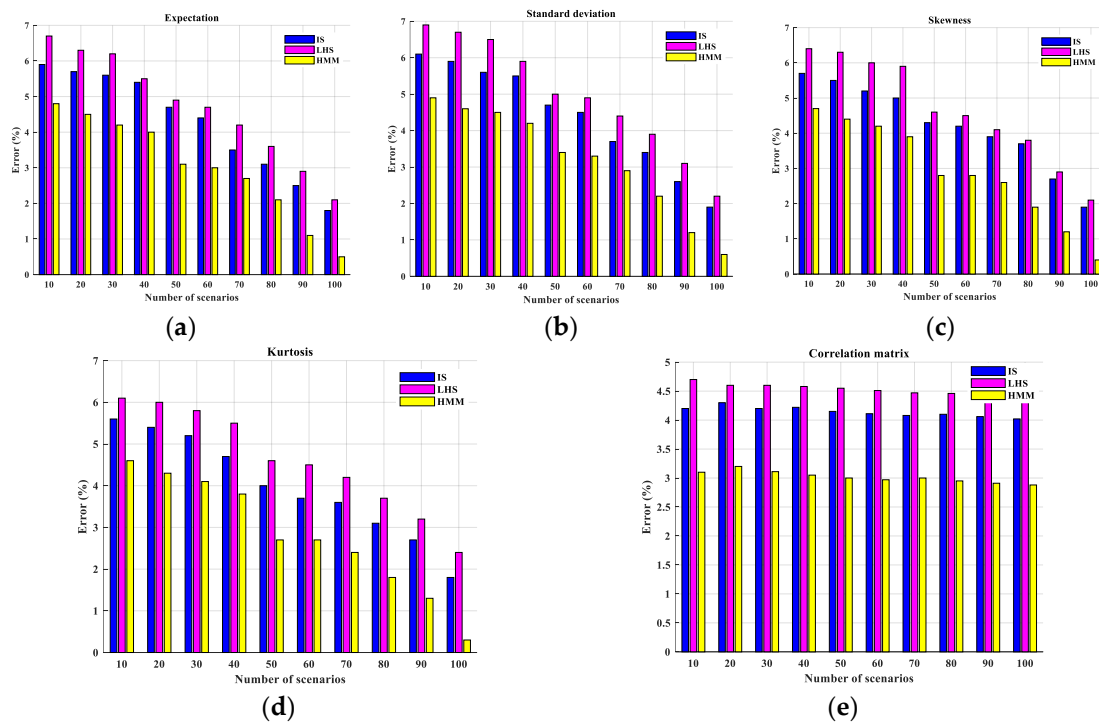 Expectation
7
6
5
4
3
2
1
0
Error (%)
IS
LHS
HMM
10 20 30 40 50 60 70 80 90 100
Number of scenarios
(a)
Standard deviation
7
6
5
4
3
2
1
0
Error (%)
IS
LHS
HMM
10 20 30 40 50 60 70 80 90 100
Number of scenarios
(b)
Skewness
7
6
5
4
3
2
1
0
Error (%)
IS
LHS
HMM
10 20 30 40 50 60 70 80 90 100
Number of scenarios
(c)
Kurtosis
7
6
5
4
3
2
1
0
Error (%)
IS
LHS
HMM
10 20 30 40 50 60 70 80 90 100
Number of scenarios
(d)
Correlation matrix
5
4.5
4
3.5
3
2.5
2
1.5
1
0.5
0
Error (%)
IS
LHS
HMM
10 20 30 40 50 60 70 80 90 100
Number of scenarios
(e)